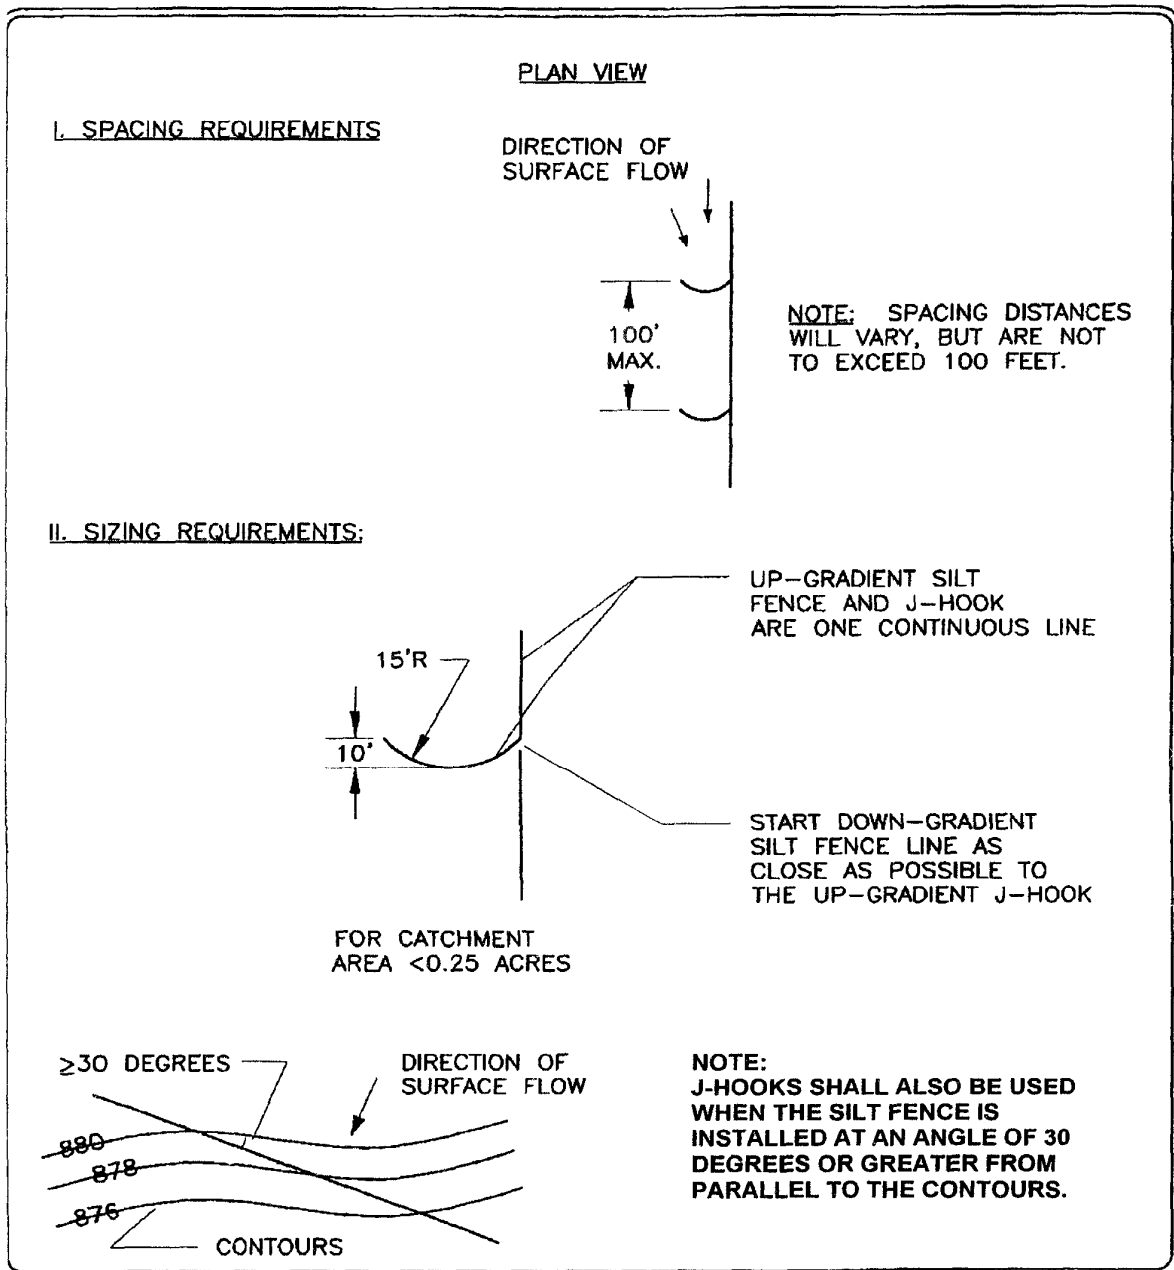 PLAN VIEW
I. SPACING REQUIREMENTS
DIRECTION OF
SURFACE FLOW
100'
MAX.
NOTE: SPACING DISTANCES
WILL VARY, BUT ARE NOT
TO EXCEED 100 FEET.
II. SIZING REQUIREMENTS:
UP-GRADIENT SILT
FENCE AND J-HOOK
ARE ONE CONTINUOUS LINE
15'R
10'
START DOWN-GRADIENT
SILT FENCE LINE AS
CLOSE AS POSSIBLE TO
THE UP-GRADIENT J-HOOK
FOR CATCHMENT
AREA <0.25 ACRES
≥30 DEGREES
DIRECTION OF
SURFACE FLOW
880
878
876
CONTOURS
NOTE:
J-HOOKS SHALL ALSO BE USED
WHEN THE SILT FENCE IS
INSTALLED AT AN ANGLE OF 30
DEGREES OR GREATER FROM
PARALLEL TO THE CONTOURS.